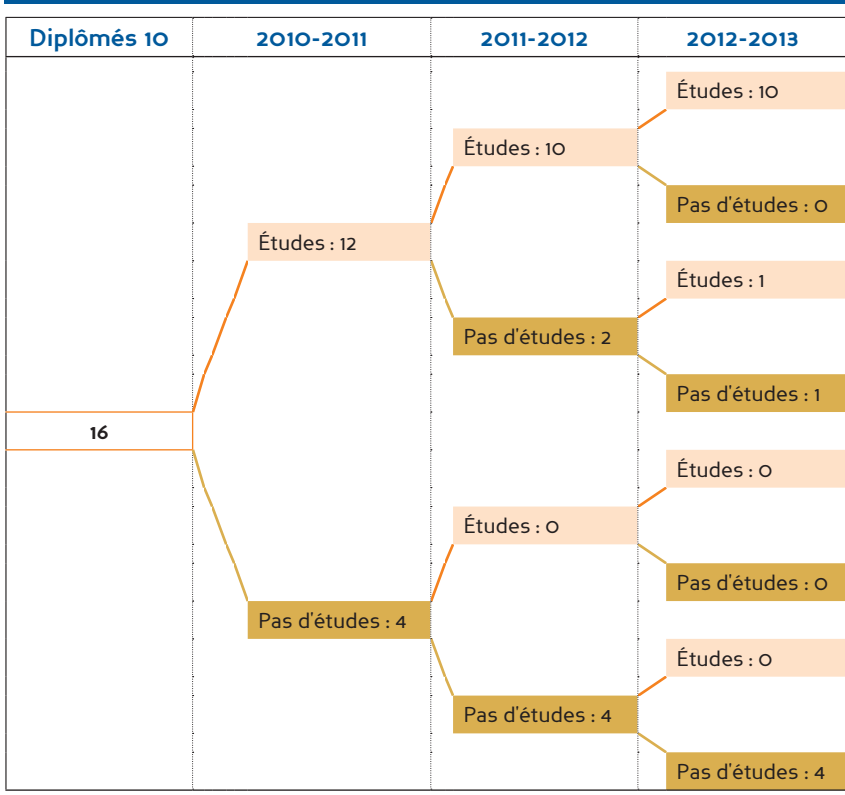 Diplômés 10 2010-2011 2011-2012 2012-2013
Études : 10
Études : 10
Pas d'études : 0
Études : 12
Études : 1
Pas d'études : 2
Pas d'études : 1
16
Études : 0
Études : 0
Pas d'études : 0
Pas d'études : 4
Études : 0
Pas d'études : 4
Pas d'études : 4